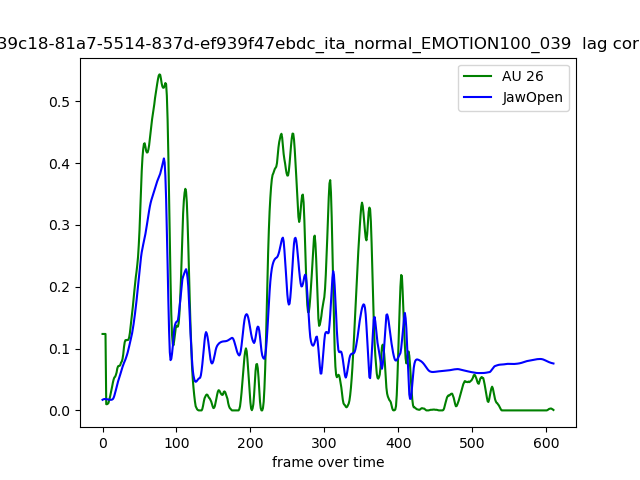 39c18-81a7-5514-837d-ef939f47ebdc_ita_normal_EMOTION100_039 lag cor
AU 26
JawOpen
0.5
0.4
0.3
0.2
0.1
0.0
0 100 200 300 400 500 600
frame over time